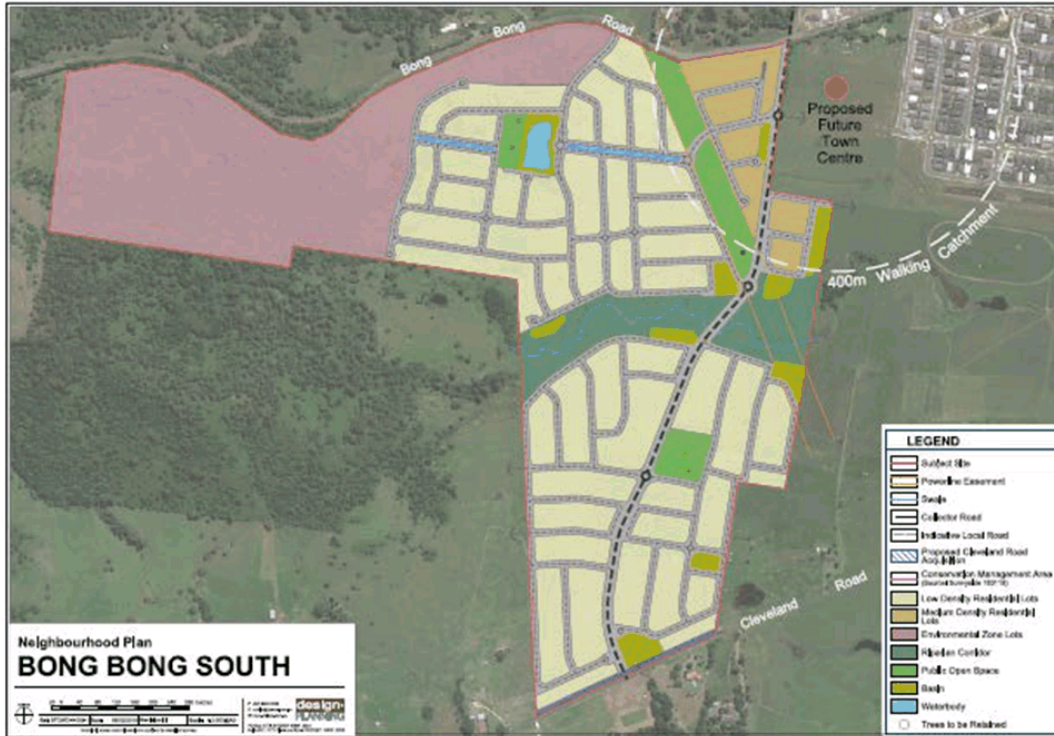 Bong Bong Road
Proposed
Future
Town
Centre
400m Walking Catchment
Cleveland Road
LEGEND
Subject Site
Powerline Easement
Swale
Collector Road
Indicative Local Road
Proposed Cleveland Road
Acquisition
Conservation Management Area
Low Density Residential Lots
Medium Density Residential
Lots
Environmental Zone Lots
Riparian Corridor
Public Open Space
Basin
Waterbody
Trees to be Retained
Neighbourhood Plan
BONG BONG SOUTH
design+
PLANNING